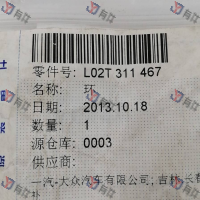 零件号: L02T 311 467
名称: 环
日期: 2013.10.18
数量: 1
源仓库: 0003
供应商:
一汽-大众汽车有限公司;吉林,长春